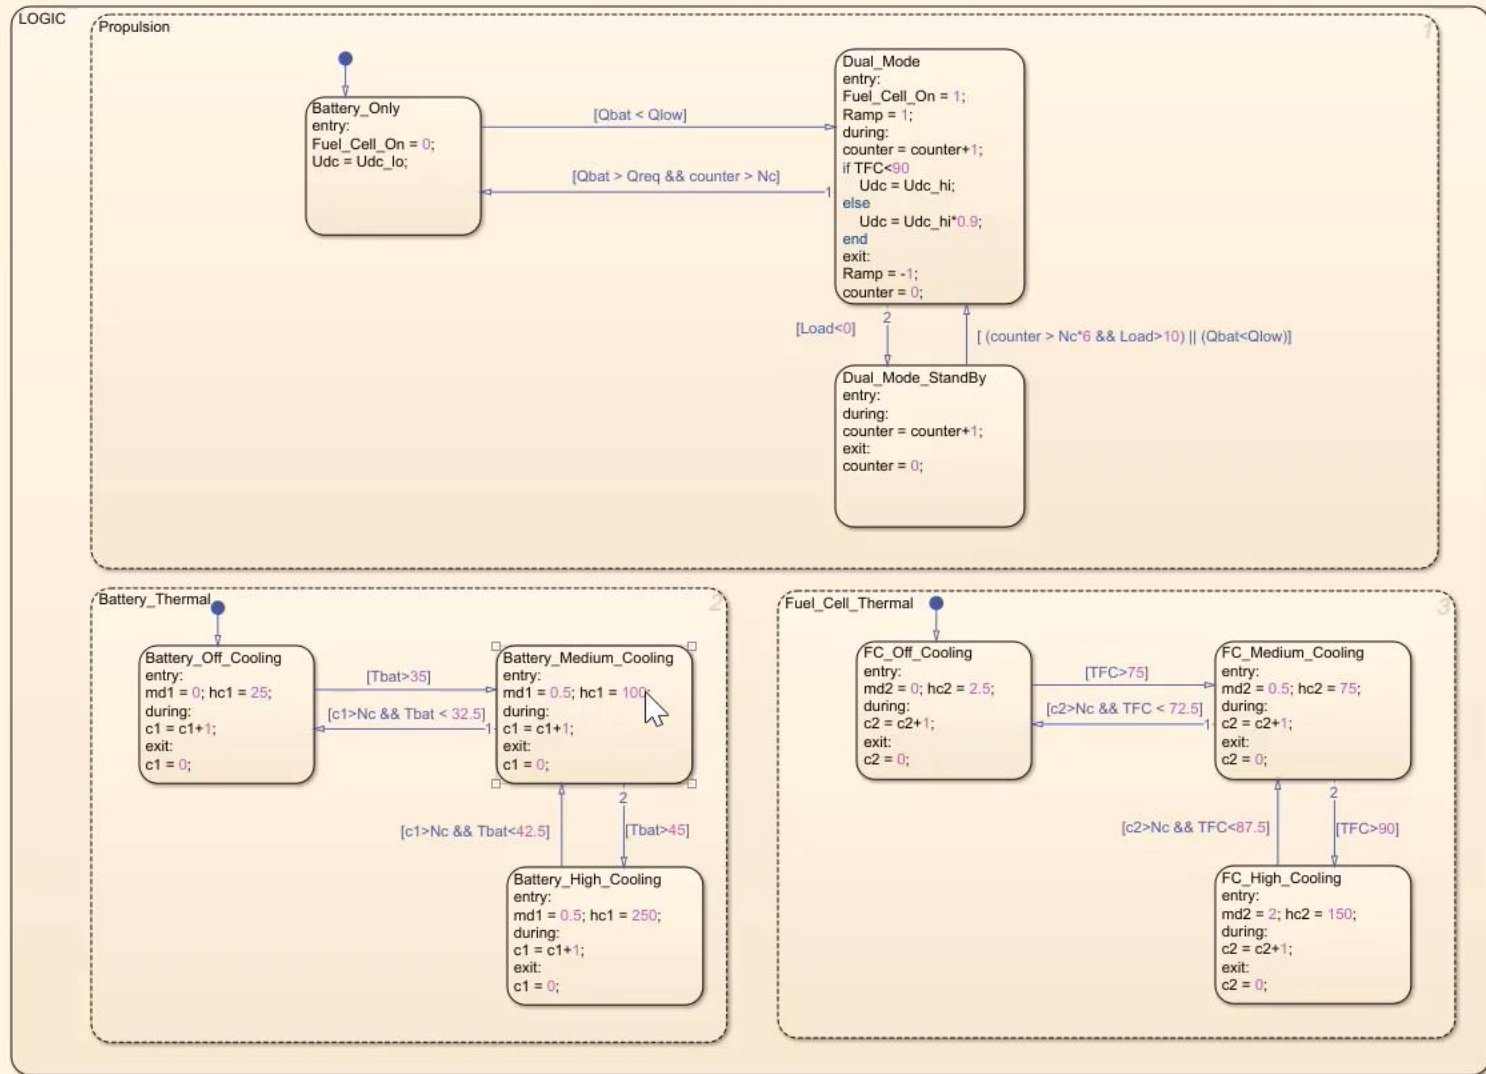 LOGIC
Propulsion
1
Battery_Only
entry:
Fuel_Cell_On = 0;
Udc = Udc_lo;
[Qbat < Qlow]
[Qbat > Qreq && counter > Nc]
1
Dual_Mode
entry:
Fuel_Cell_On = 1;
Ramp = 1;
during:
counter = counter+1;
if TFC<90
Udc = Udc_hi;
else
Udc = Udc_hi*0.9;
end
exit:
Ramp = -1;
counter = 0;
[Load<0]
2
[ (counter > Nc*6 && Load>10) || (Qbat<Qlow)]
Dual_Mode_StandBy
entry:
during:
counter = counter+1;
exit:
counter = 0;
Battery_Thermal
2
Battery_Off_Cooling
entry:
md1 = 0; hc1 = 25;
during:
c1 = c1+1;
exit:
c1 = 0;
[Tbat>35]
[c1>Nc && Tbat < 32.5]
1
Battery_Medium_Cooling
entry:
md1 = 0.5; hc1 = 100;
during:
c1 = c1+1;
exit:
c1 = 0;
[c1>Nc && Tbat<42.5]
2
[Tbat>45]
Battery_High_Cooling
entry:
md1 = 0.5; hc1 = 250;
during:
c1 = c1+1;
exit:
c1 = 0;
Fuel_Cell_Thermal
3
FC_Off_Cooling
entry:
md2 = 0; hc2 = 2.5;
during:
c2 = c2+1;
exit:
c2 = 0;
[TFC>75]
[c2>Nc && TFC < 72.5]
1
FC_Medium_Cooling
entry:
md2 = 0.5; hc2 = 75;
during:
c2 = c2+1;
exit:
c2 = 0;
[c2>Nc && TFC<87.5]
2
[TFC>90]
FC_High_Cooling
entry:
md2 = 2; hc2 = 150;
during:
c2 = c2+1;
exit:
c2 = 0;